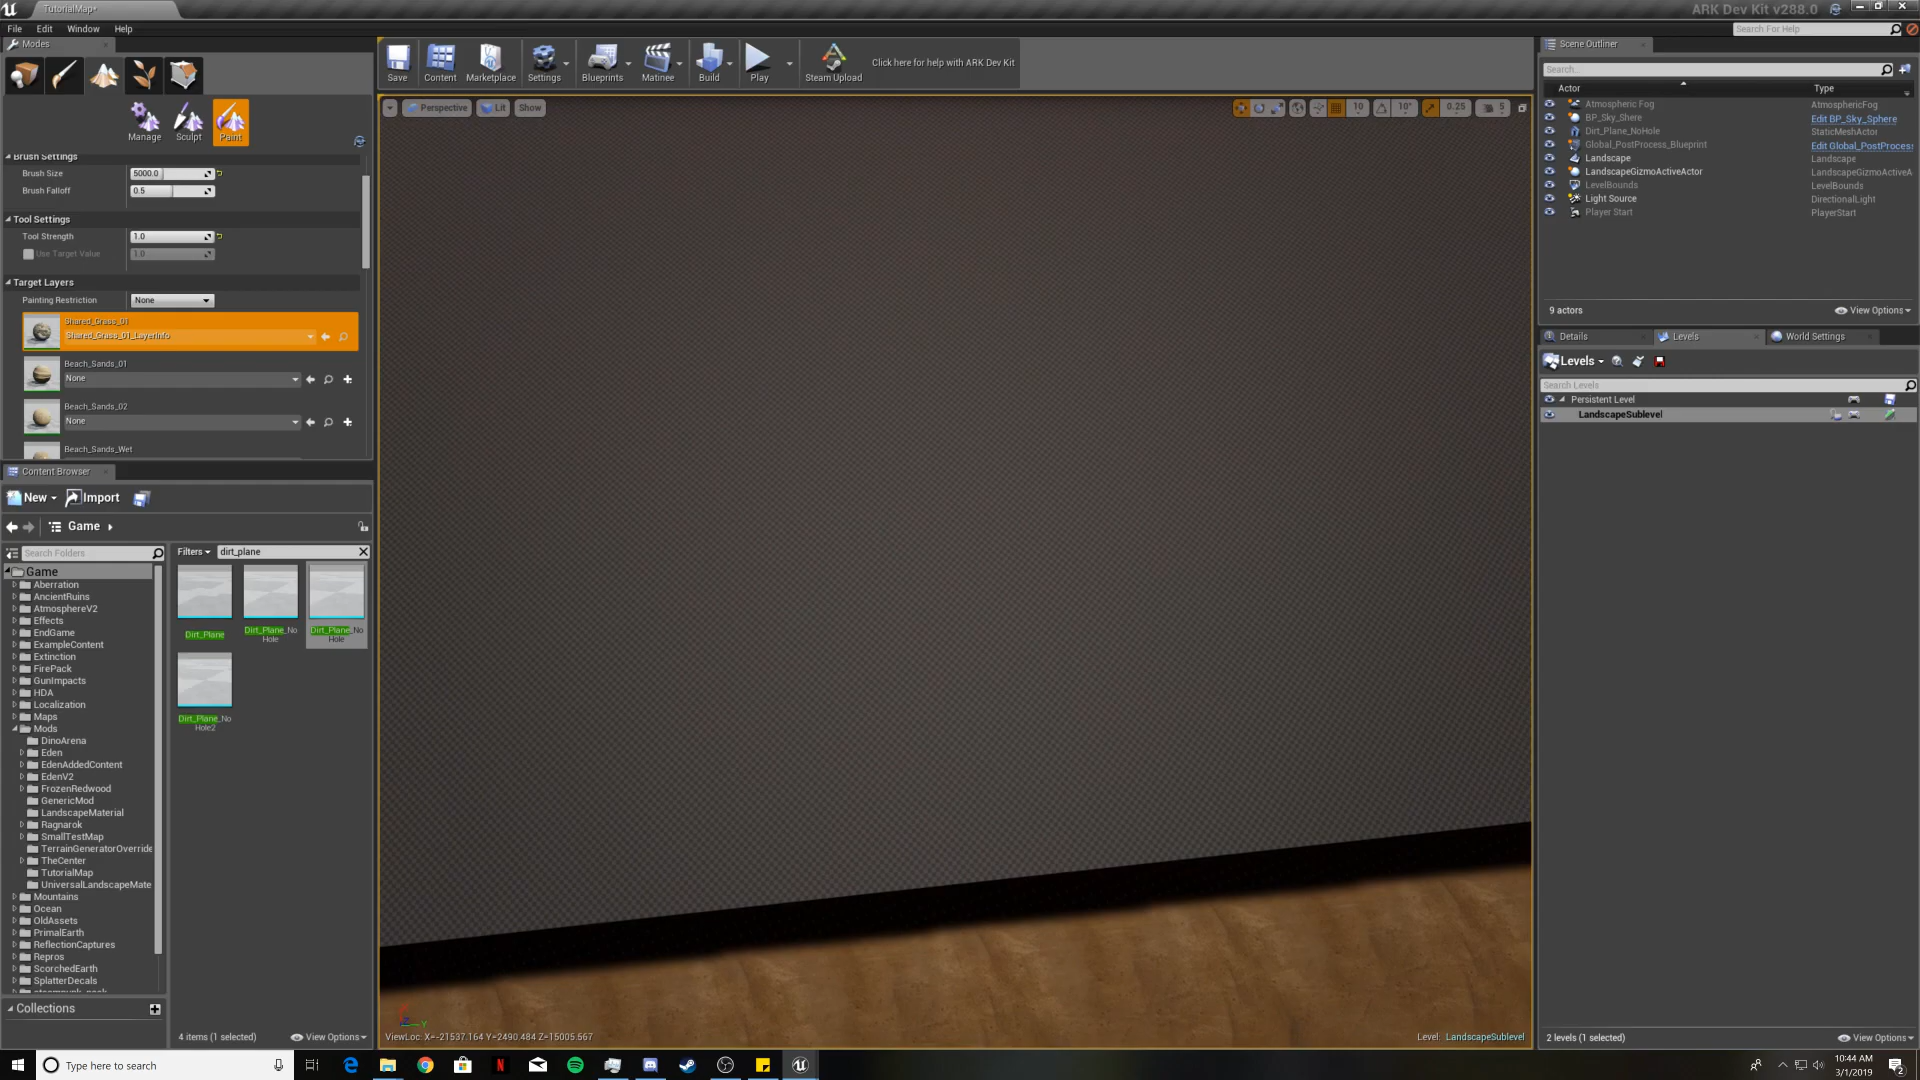 TutorialMap*
ARK Dev Kit v288.0
File
Edit
Window
Help
Search For Help
Modes
Save
Content
Marketplace
Settings
Blueprints
Matinee
Build
Play
Steam Upload
Click here for help with ARK Dev Kit
Manage
Sculpt
Paint
Brush Settings
Brush Size
5000.0
Brush Falloff
0.5
Tool Settings
Tool Strength
1.0
Use Target Value
1.0
Target Layers
Painting Restriction
None
Shared_Grass_01
Shared_Grass_01_LayerInfo
Beach_Sands_01
None
Beach_Sands_02
None
Beach_Sands_Wet
Content Browser
New
Import
Game
Search Folders
Filters
dirt_plane
Game
Aberration
AncientRuins
AtmosphereV2
Effects
EndGame
ExampleContent
Extinction
FirePack
GunImpacts
HDA
Localization
Maps
Mods
DinoArena
Eden
EdenAddedContent
EdenV2
FrozenRedwood
GenericMod
LandscapeMaterial
Ragnarok
SmallTestMap
TerrainGeneratorOverride
TheCenter
TutorialMap
UniversalLandscapeMate
Mountains
Ocean
OldAssets
PrimalEarth
ReflectionCaptures
Repros
ScorchedEarth
SplatterDecals
Collections
Dirt_Plane
Dirt_Plane_No
Hole
Dirt_Plane_No
Hole
Dirt_Plane_No
Hole2
4 items (1 selected)
View Options
Perspective
Lit
Show
10
10°
0.25
5
ViewLoc: X=-21537.164 Y=2490.484 Z=15005.567
Level: LandscapeSublevel
Scene Outliner
Search...
Actor
Type
Atmospheric Fog
AtmosphericFog
BP_Sky_Shere
Edit BP_Sky_Sphere
Dirt_Plane_NoHole
StaticMeshActor
Global_PostProcess_Blueprint
Edit Global_PostProcess
Landscape
Landscape
LandscapeGizmoActiveActor
LandscapeGizmoActiveA
LevelBounds
LevelBounds
Light Source
DirectionalLight
Player Start
PlayerStart
9 actors
View Options
Details
Levels
World Settings
Levels
Search Levels
Persistent Level
LandscapeSublevel
2 levels (1 selected)
View Options
Type here to search
10:44 AM
3/1/2019
2